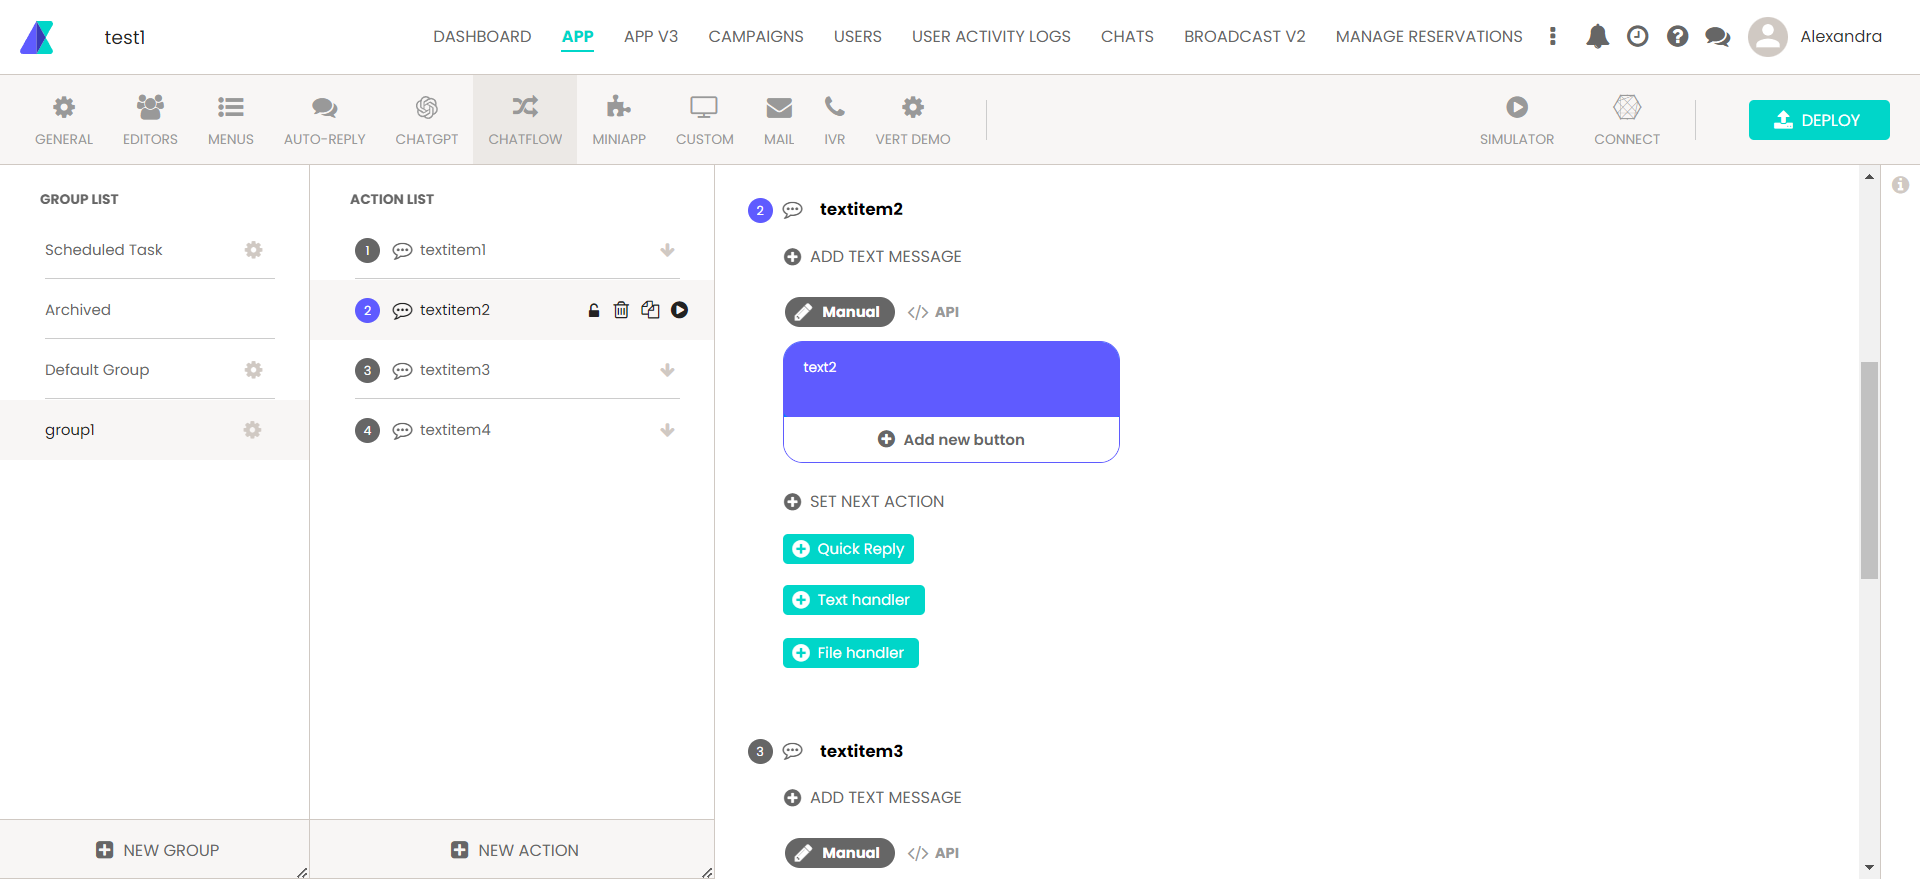 test1
DASHBOARD APP APP V3 CAMPAIGNS USERS USER ACTIVITY LOGS CHATS BROADCAST V2 MANAGE RESERVATIONS Alexandra
GENERAL EDITORS MENUS AUTO-REPLY CHATGPT CHATFLOW MINIAPP CUSTOM MAIL IVR VERT DEMO SIMULATOR CONNECT DEPLOY
GROUP LIST
Scheduled Task
Archived
Default Group
group1
NEW GROUP
ACTION LIST
1 textitem1
2 textitem2
3 textitem3
4 textitem4
NEW ACTION
2 textitem2
ADD TEXT MESSAGE
Manual </> API
text2
Add new button
SET NEXT ACTION
Quick Reply
Text handler
File handler
3 textitem3
ADD TEXT MESSAGE
Manual </> API